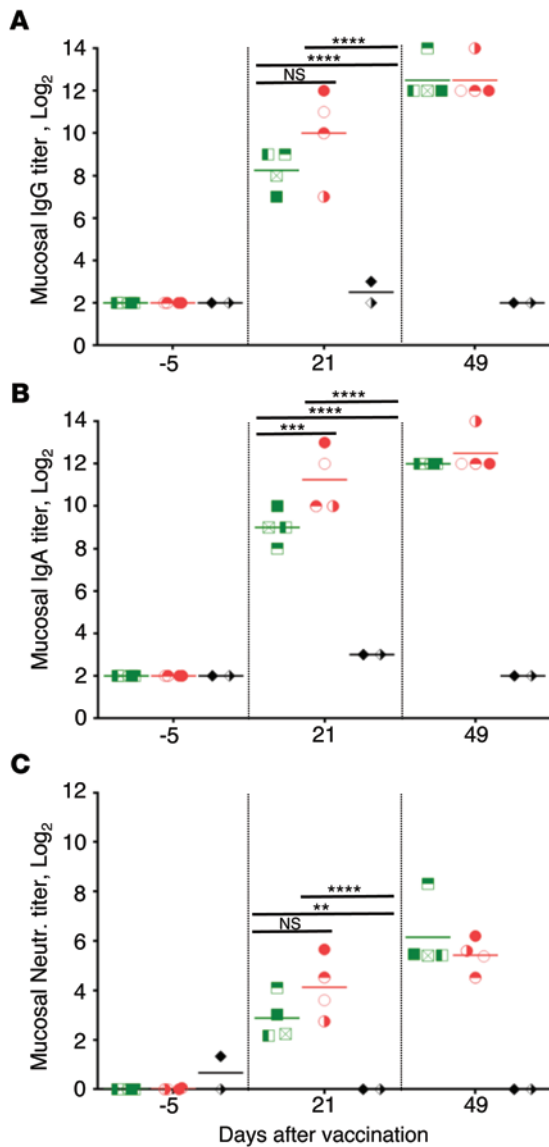 A
Mucosal IgG titer , Log2
14
12
10
8
6
4
2
0
****
****
NS
-5 21 49
B
Mucosal IgA titer, Log2
14
12
10
8
6
4
2
0
****
****
***
-5 21 49
C
Mucosal Neutr. titer, Log2
12
10
8
6
4
2
0
****
**
NS
-5 21 49
Days after vaccination